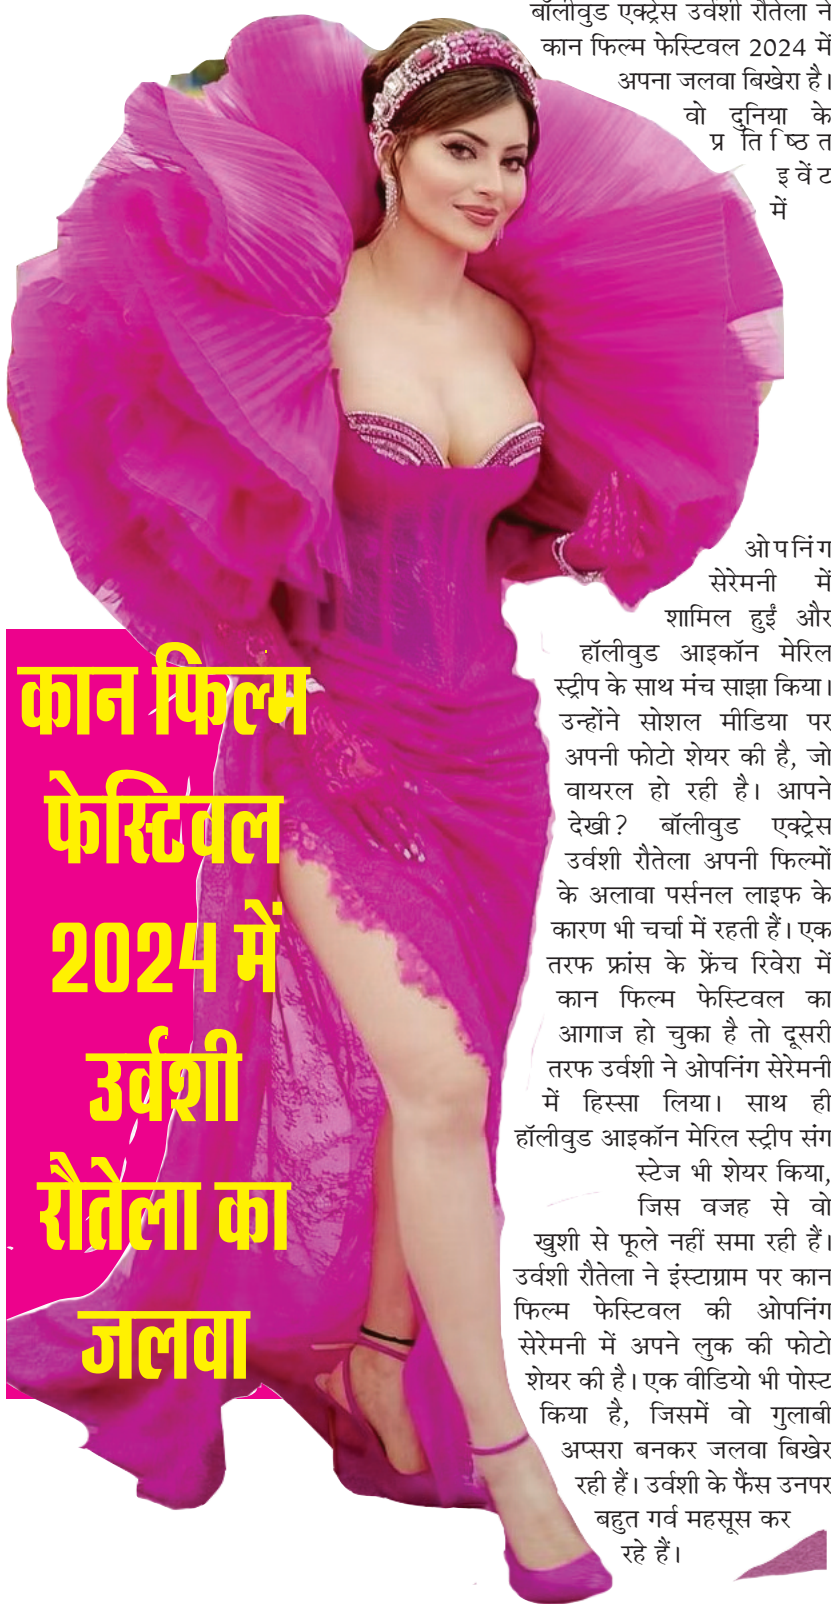 कान फिल्म
फेस्टिवल
2024 में
उर्वशी
रौतेला का
जलवा
बॉलीवुड एक्ट्रेस उर्वशी रौतेला ने
कान फिल्म फेस्टिवल 2024 में
अपना जलवा बिखेरा है।
वो दुनिया के
प्रतिष्ठित
इवेंट
में
ओपनिंग
सेरेमनी में
शामिल हुईं और
हॉलीवुड आइकॉन मेरिल
स्ट्रीप के साथ मंच साझा किया।
उन्होंने सोशल मीडिया पर
अपनी फोटो शेयर की है, जो
वायरल हो रही है। आपने
देखी? बॉलीवुड एक्ट्रेस
उर्वशी रौतेला अपनी फिल्मों
के अलावा पर्सनल लाइफ के
कारण भी चर्चा में रहती हैं। एक
तरफ फ्रांस के फ्रेंच रिवेरा में
कान फिल्म फेस्टिवल का
आगाज हो चुका है तो दूसरी
तरफ उर्वशी ने ओपनिंग सेरेमनी
में हिस्सा लिया। साथ ही
हॉलीवुड आइकॉन मेरिल स्ट्रीप संग
स्टेज भी शेयर किया,
जिस वजह से वो
खुशी से फूले नहीं समा रही हैं।
उर्वशी रौतेला ने इंस्टाग्राम पर कान
फिल्म फेस्टिवल की ओपनिंग
सेरेमनी में अपने लुक की फोटो
शेयर की है। एक वीडियो भी पोस्ट
किया है, जिसमें वो गुलाबी
अप्सरा बनकर जलवा बिखेर
रही हैं। उर्वशी के फैंस उनपर
बहुत गर्व महसूस कर
रहे हैं।